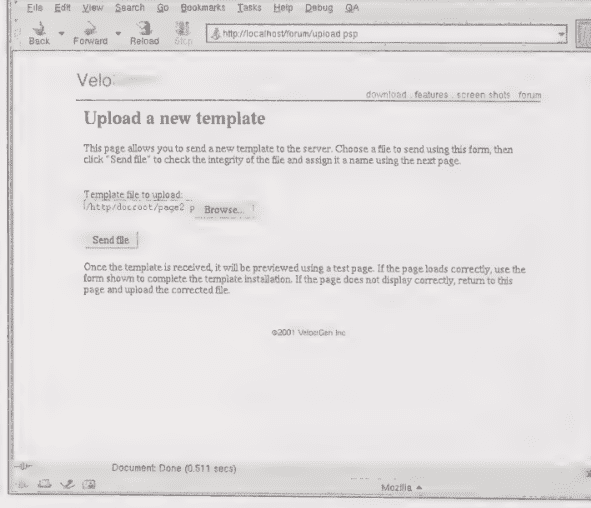 File Edit View Search Go Bookmarks Tasks Help Debug QA
Back Forward Reload Stop
http://localhost/forum/upload.psp
Velo
download . features . screen shots . forum
Upload a new template
This page allows you to send a new template to the server. Choose a file to send using this form, then
click "Send file" to check the integrity of the file and assign it a name using the next page.
Template file to upload:
/http/docroot/page2 p Browse...
Send file
Once the template is received, it will be previewed using a test page. If the page loads correctly, use the
form shown to complete the template installation. If the page does not display correctly, return to this
page and upload the corrected file.
©2001 VelociGen Inc
Document: Done (0.511 secs)
Mozilla